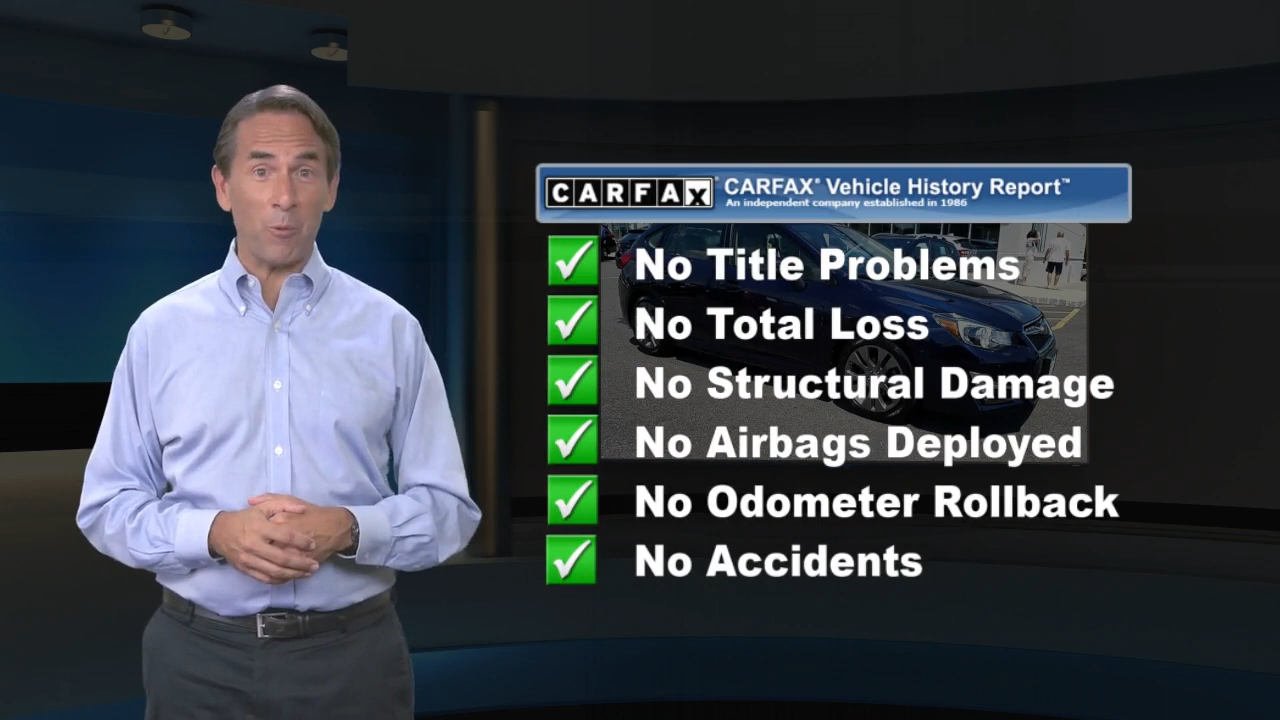 CARFAX
CARFAX® Vehicle History Report™
An independent company established in 1986
No Title Problems
No Total Loss
No Structural Damage
No Airbags Deployed
No Odometer Rollback
No Accidents